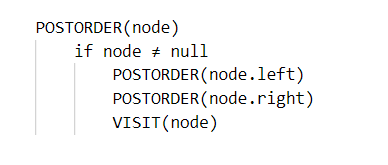 POSTORDER(node)
    if node ≠ null
        POSTORDER(node.left)
        POSTORDER(node.right)
        VISIT(node)